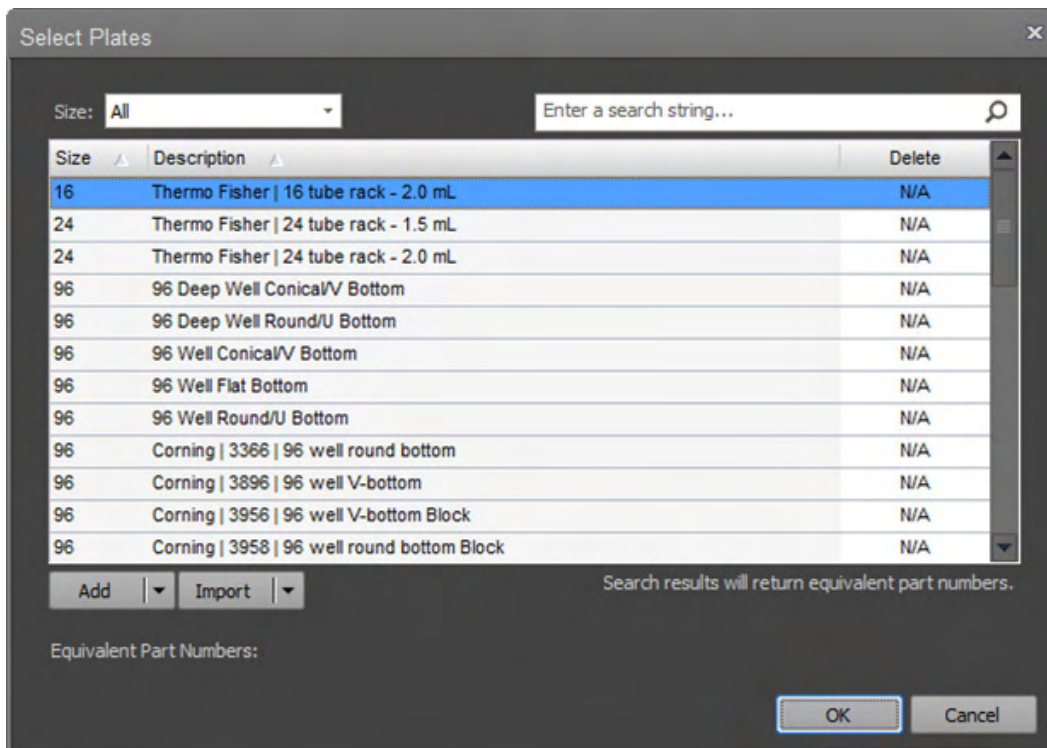 Select Plates
Size: All Enter a search string...
Size Description Delete
16 Thermo Fisher | 16 tube rack - 2.0 mL N/A
24 Thermo Fisher | 24 tube rack - 1.5 mL N/A
24 Thermo Fisher | 24 tube rack - 2.0 mL N/A
96 96 Deep Well Conical/V Bottom N/A
96 96 Deep Well Round/U Bottom N/A
96 96 Well Conical/V Bottom N/A
96 96 Well Flat Bottom N/A
96 96 Well Round/U Bottom N/A
96 Corning | 3366 | 96 well round bottom N/A
96 Corning | 3896 | 96 well V-bottom N/A
96 Corning | 3956 | 96 well V-bottom Block N/A
96 Corning | 3958 | 96 well round bottom Block N/A
Add Import Search results will return equivalent part numbers.
Equivalent Part Numbers:
OK Cancel